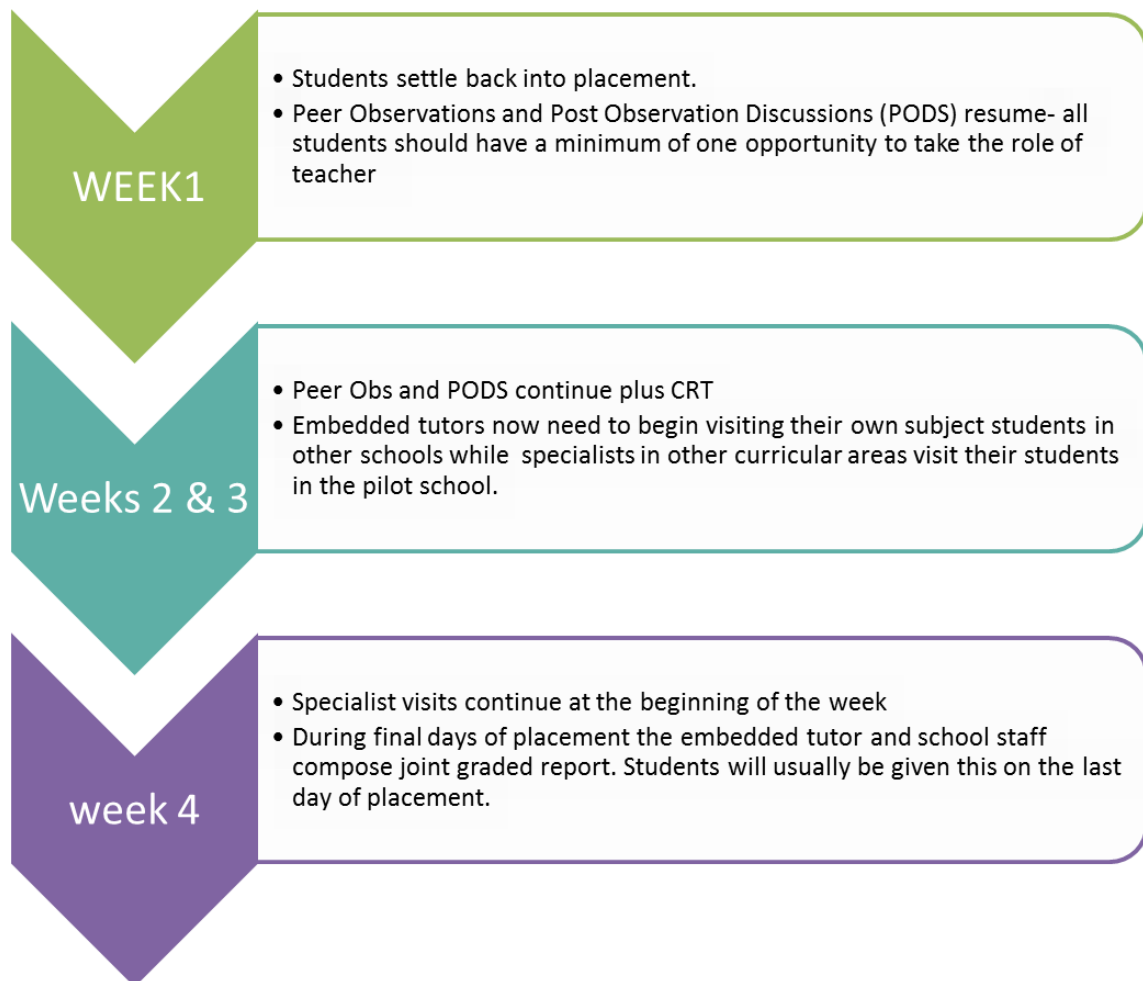 WEEK1
• Students settle back into placement.
• Peer Observations and Post Observation Discussions (PODS) resume- all
students should have a minimum of one opportunity to take the role of
teacher
Weeks 2 & 3
• Peer Obs and PODS continue plus CRT
• Embedded tutors now need to begin visiting their own subject students in
other schools while  specialists in other curricular areas visit their students
in the pilot school.
week 4
• Specialist visits continue at the beginning of the week
• During final days of placement the embedded tutor and school staff
compose joint graded report. Students will usually be given this on the last
day of placement.